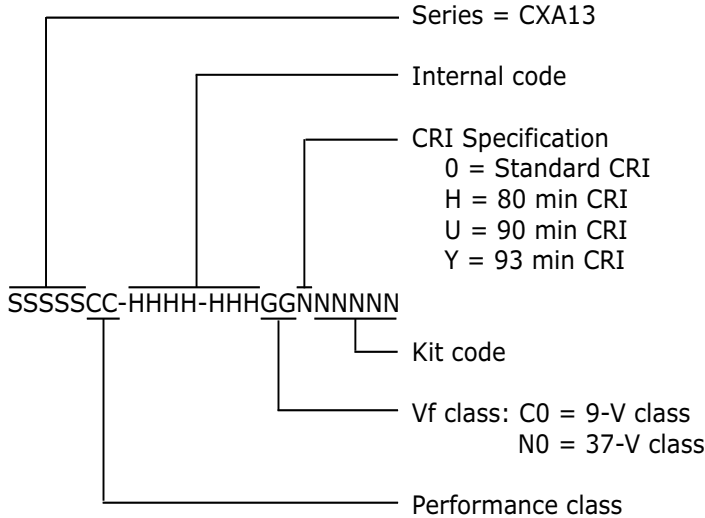 Series = CXA13
Internal code
CRI Specification
0 = Standard CRI
H = 80 min CRI
U = 90 min CRI
Y = 93 min CRI
SSSSSCC-HHHH-HHHGGNNNNNN
Kit code
Vf class: C0 = 9-V class
N0 = 37-V class
Performance class